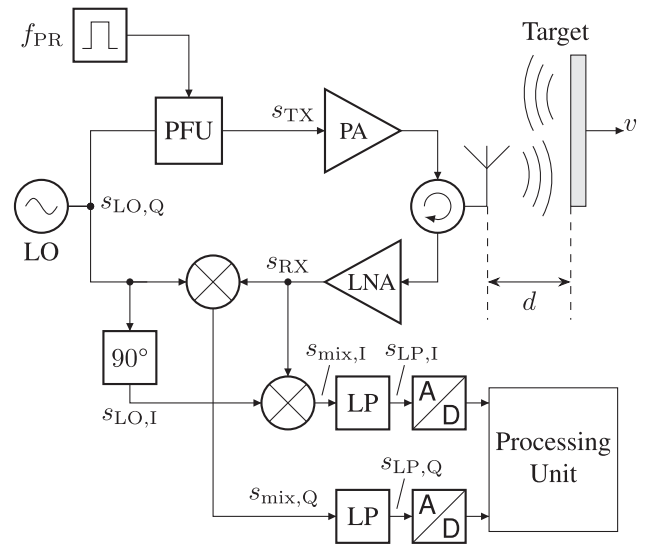 f_PR
Target
s_TX
PFU
PA
v
s_LO,Q
LO
s_RX
LNA
d
90°
s_mix,I
s_LP,I
s_LO,I
LP
A
D
Processing
Unit
s_LP,Q
s_mix,Q
LP
A
D